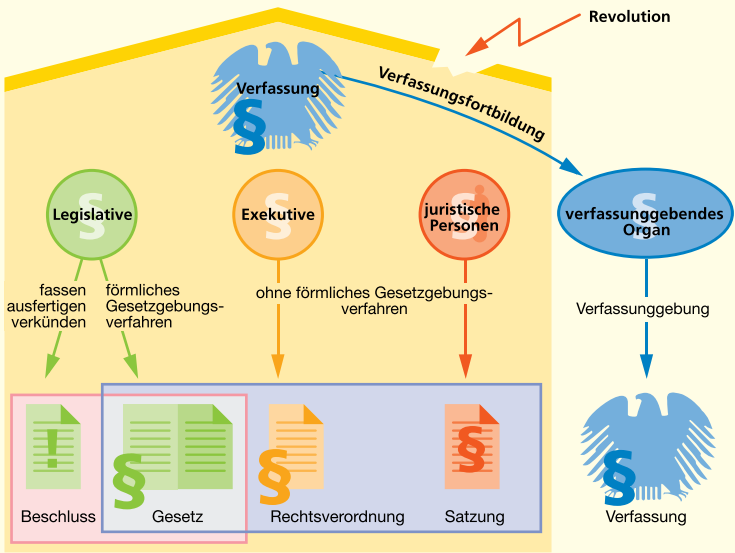 Revolution
Verfassung
§
Verfassungsfortbildung
§
Legislative
§
Exekutive
§
juristische
Personen
§
verfassunggebendes
Organ
fassen
ausfertigen
verkünden
förmliches
Gesetzgebungs-
verfahren
ohne förmliches Gesetzgebungs-
verfahren
Verfassunggebung
!
§
§
§
§
Beschluss
Gesetz
Rechtsverordnung
Satzung
Verfassung